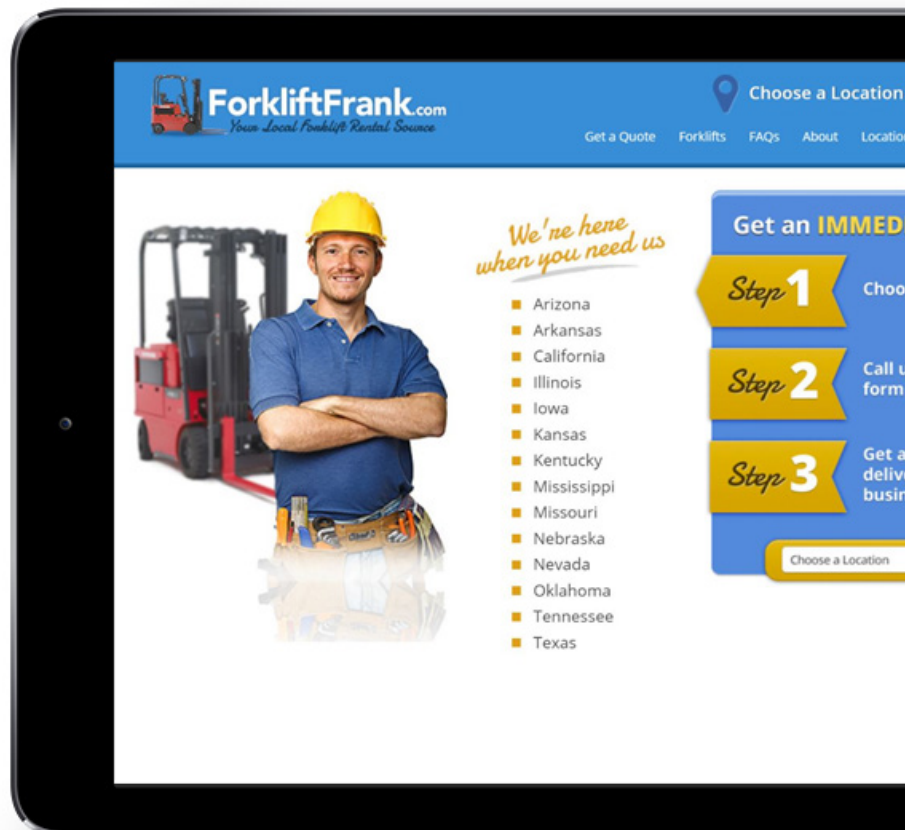 ForkliftFrank.com
Your Local Forklift Rental Source
Choose a Location
Get a Quote Forklifts FAQs About
We're here
when you need us
Arizona
Arkansas
California
Illinois
Iowa
Kansas
Kentucky
Mississippi
Missouri
Nebraska
Nevada
Oklahoma
Tennessee
Texas
Get an
Step 1
Step 2
Call
form
Step 3
Get a
Choose a Location